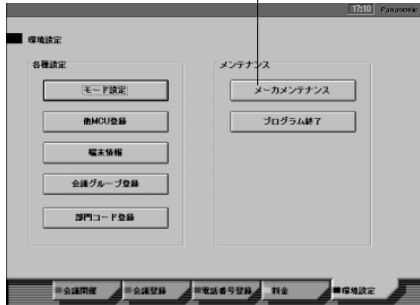 17:10 Panasonic
環境設定
各種設定
モード設定
他MCU登録
端末情報
会議グループ登録
部門コード登録
メンテナンス
メーカメンテナンス
プログラム終了
会議開催 会議登録 電話番号登録 料金 環境設定